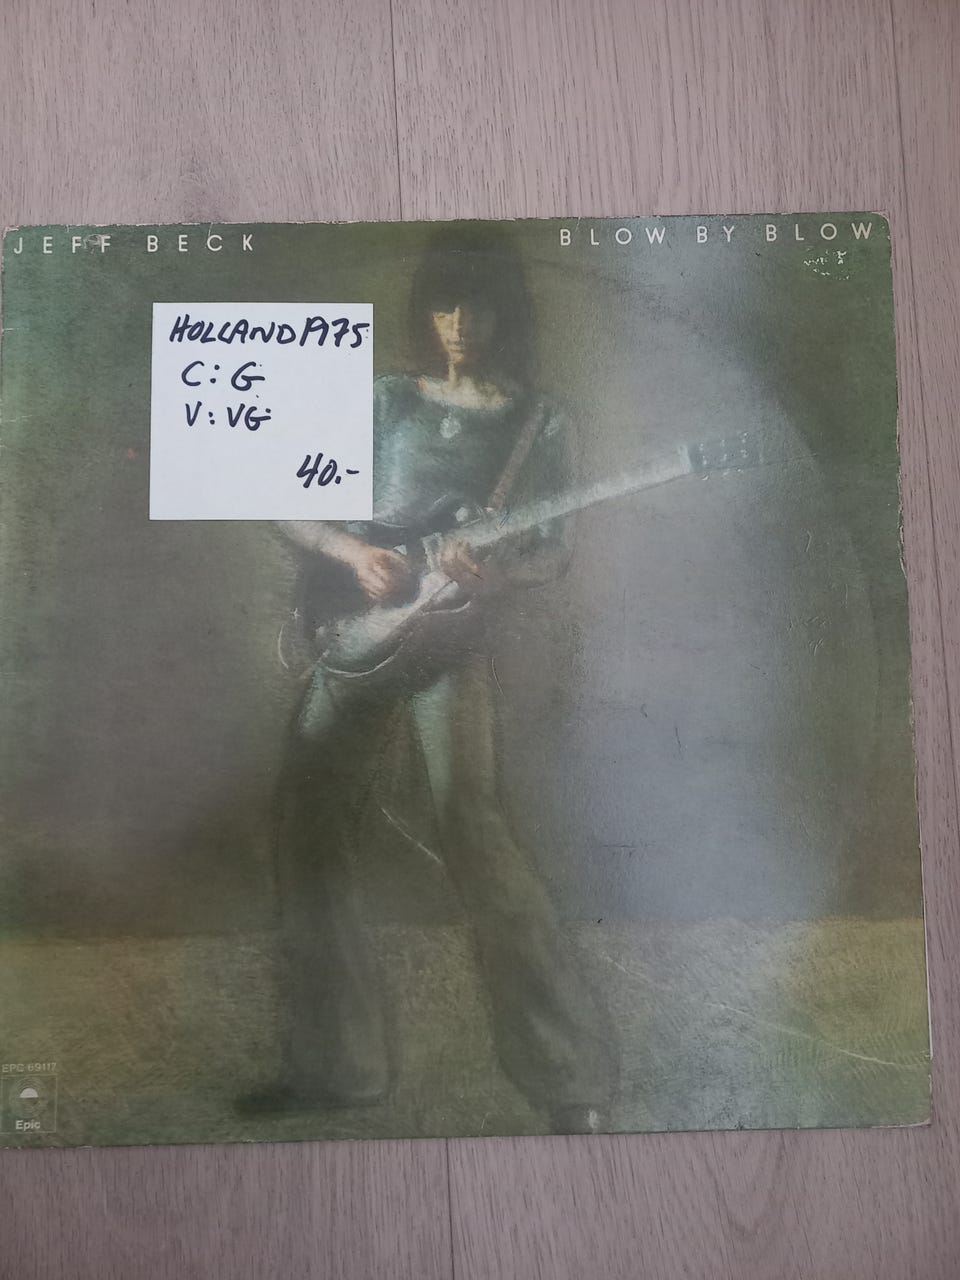 JEFF BECK BLOW BY BLOW
HOLLAND 1975
C: G
V: VG
40.-
EPC 69117
Epic